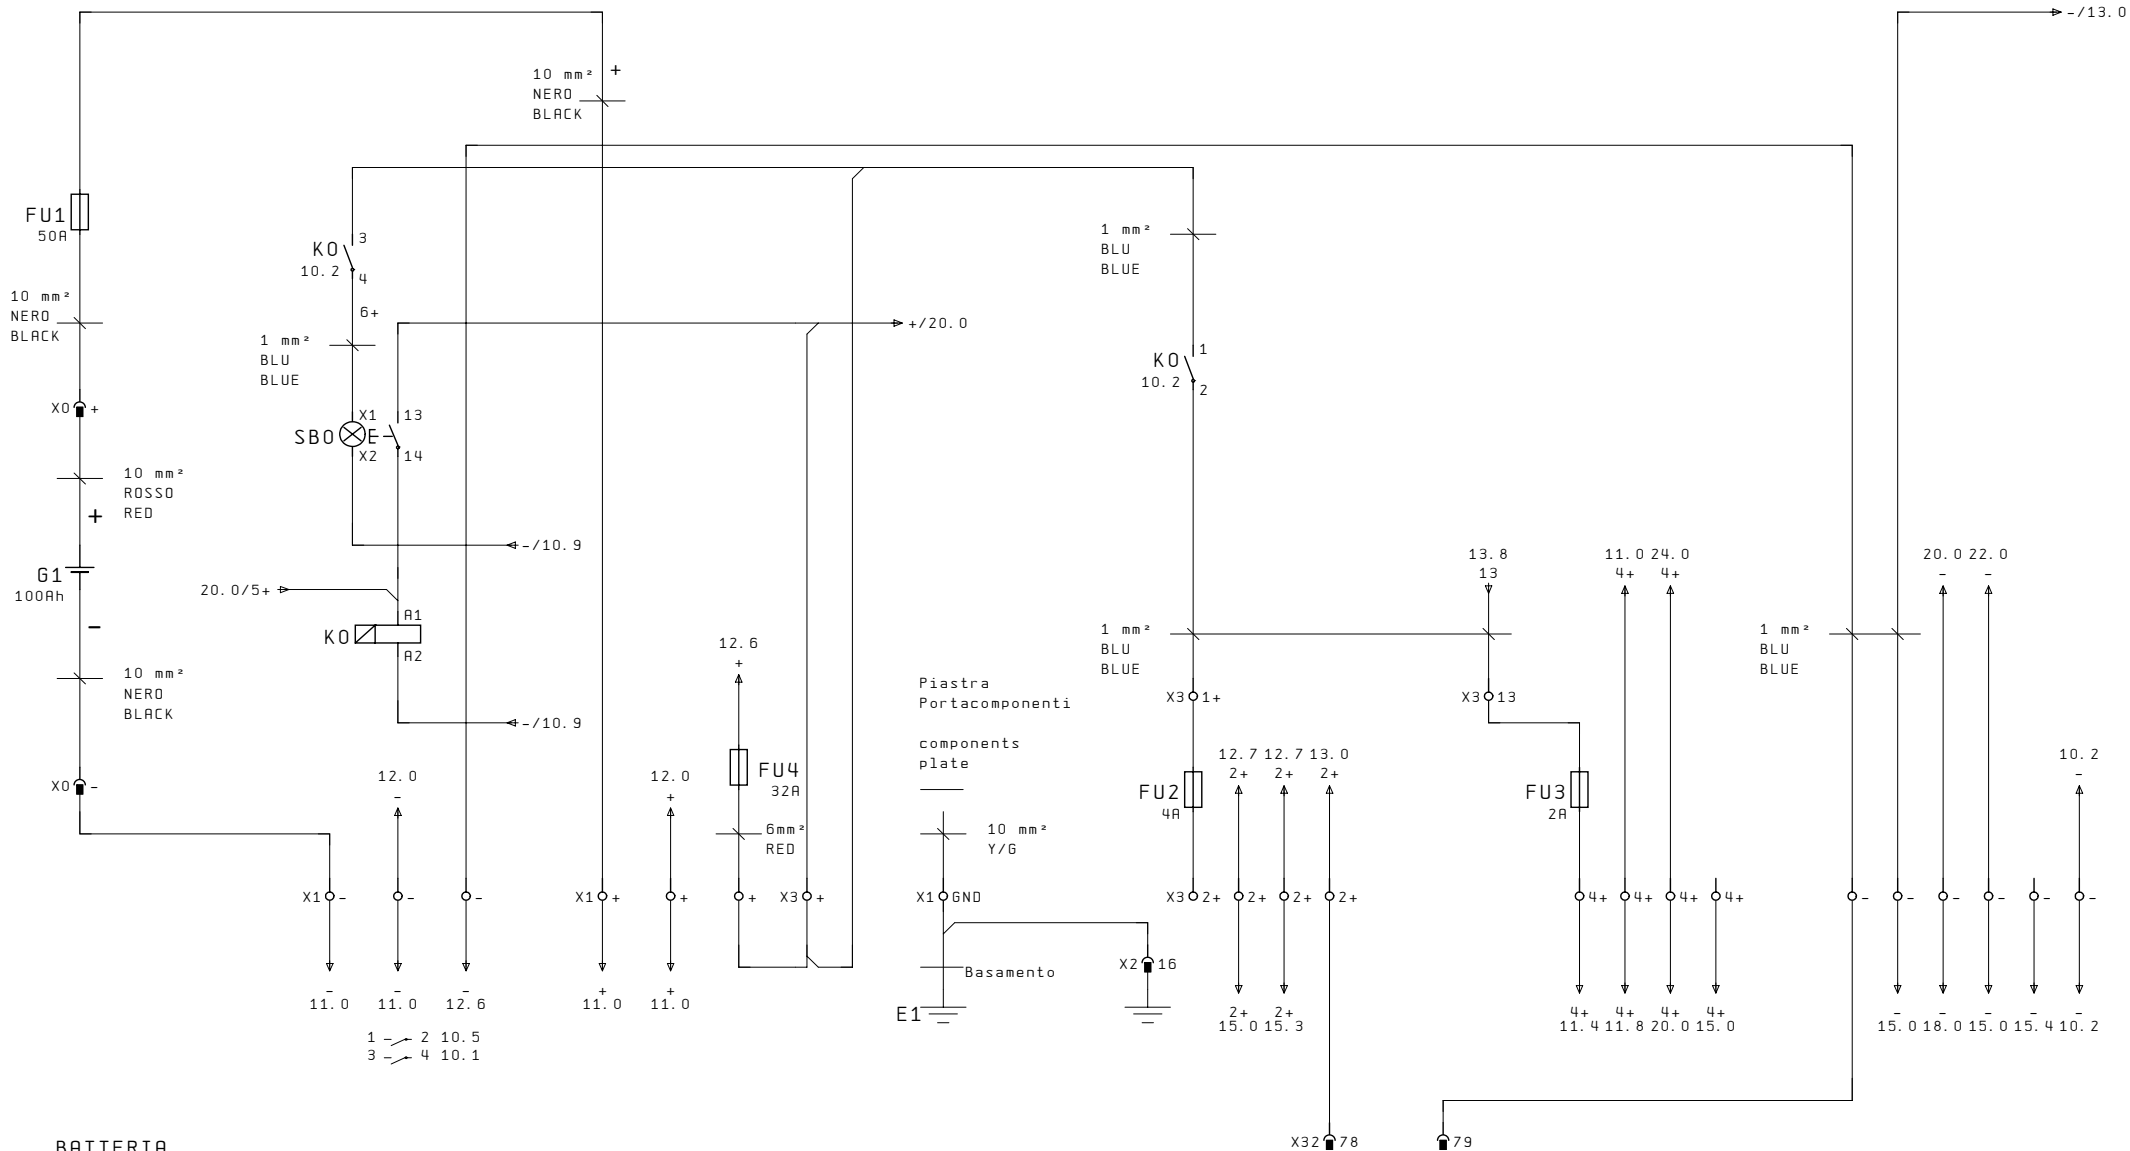 -/13.0
10 mm²
NERO
BLACK
+
FU1
50A
10 mm²
NERO
BLACK
K0
10.2
3
4
6+
1 mm²
BLU
BLUE
+/20.0
1 mm²
BLU
BLUE
K0
10.2
1
2
X0 +
SB0
X1
X2
E
13
14
10 mm²
ROSSO
RED
+
G1
100Ah
-
-/10.9
20.0/5+
K0
A1
A2
10 mm²
NERO
BLACK
-/10.9
X0 -
12.6
+
FU4
32A
6mm²
RED
12.0
-
12.0
+
Piastra
Portacomponenti
components
plate
10 mm²
Y/G
1 mm²
BLU
BLUE
13.8
13
11.0 24.0
4+ 4+
1 mm²
BLU
BLUE
20.0 22.0
- -
X3 1+
X3 13
FU2
4A
12.7 12.7 13.0
2+ 2+ 2+
FU3
2A
10.2
-
X1 - - - X1 + + + X3 + X1 GND X3 2+ 2+ 2+ 2+ 4+ 4+ 4+ 4+ - - - - - -
Basamento
X2 16
E1
- - - + +
11.0 11.0 12.6 11.0 11.0
2+ 2+
15.0 15.3
4+ 4+ 4+ 4+
11.4 11.8 20.0 15.0
- - - - -
15.0 18.0 15.0 15.4 10.2
1 2 10.5
3 4 10.1
X32 78 79
BATTERIA